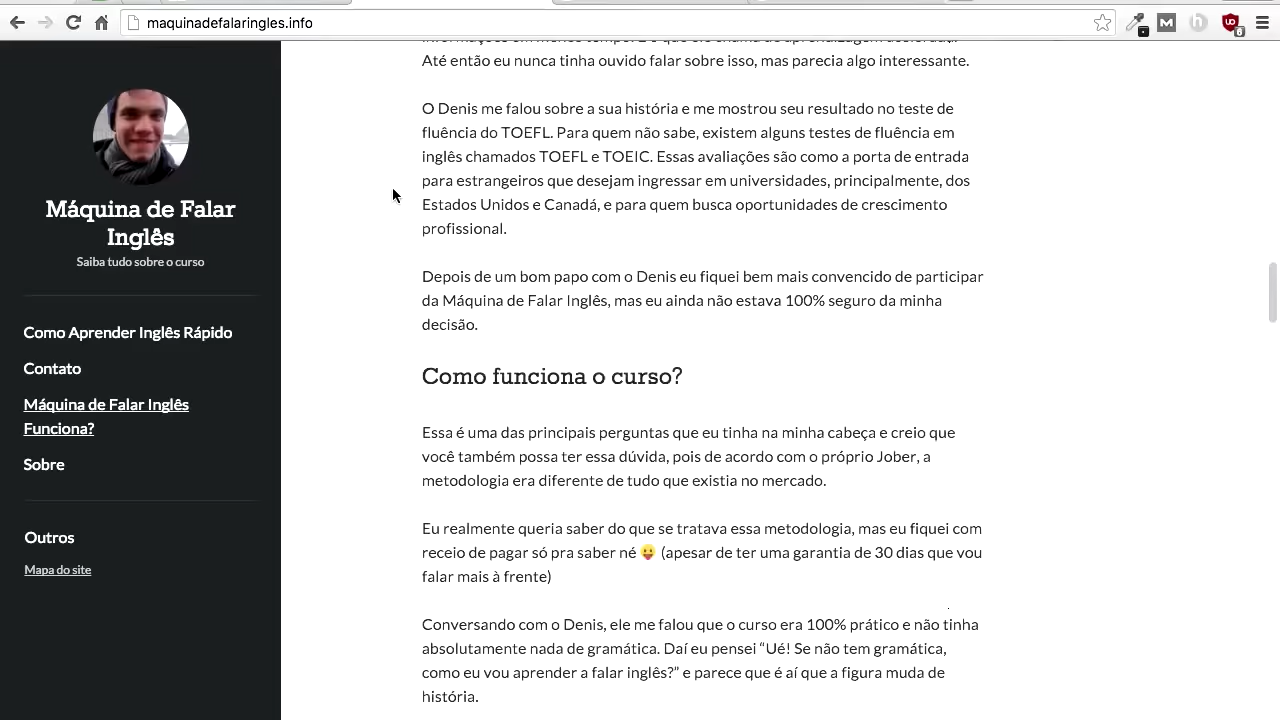 maquinadefalaringles.info
Máquina de Falar
Inglês
Saiba tudo sobre o curso
Como Aprender Inglês Rápido
Contato
Máquina de Falar Inglês
Funciona?
Sobre
Outros
Mapa do site
Até então eu nunca tinha ouvido falar sobre isso, mas parecia algo interessante.
O Denis me falou sobre a sua história e me mostrou seu resultado no teste de
fluência do TOEFL. Para quem não sabe, existem alguns testes de fluência em
inglês chamados TOEFL e TOEIC. Essas avaliações são como a porta de entrada
para estrangeiros que desejam ingressar em universidades, principalmente, dos
Estados Unidos e Canadá, e para quem busca oportunidades de crescimento
profissional.
Depois de um bom papo com o Denis eu fiquei bem mais convencido de participar
da Máquina de Falar Inglês, mas eu ainda não estava 100% seguro da minha
decisão.
Como funciona o curso?
Essa é uma das principais perguntas que eu tinha na minha cabeça e creio que
você também possa ter essa dúvida, pois de acordo com o próprio Jober, a
metodologia era diferente de tudo que existia no mercado.
Eu realmente queria saber do que se tratava essa metodologia, mas eu fiquei com
receio de pagar só pra saber né 😛 (apesar de ter uma garantia de 30 dias que vou
falar mais à frente)
Conversando com o Denis, ele me falou que o curso era 100% prático e não tinha
absolutamente nada de gramática. Daí eu pensei “Ué! Se não tem gramática,
como eu vou aprender a falar inglês?” e parece que é aí que a figura muda de
história.